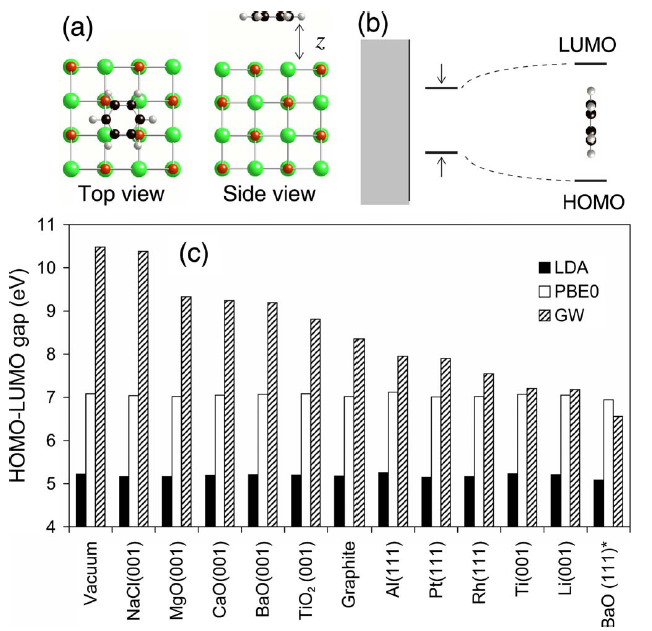 (a)
z
Top view
Side view
(b)
LUMO
HOMO
(c)
HOMO-LUMO gap (eV)
11
10
9
8
7
6
5
4
LDA
PBE0
GW
Vacuum
NaCl(001)
MgO(001)
CaO(001)
BaO(001)
TiO₂ (001)
Graphite
Al(111)
Pt(111)
Rh(111)
Ti(001)
Li(001)
BaO (111)*